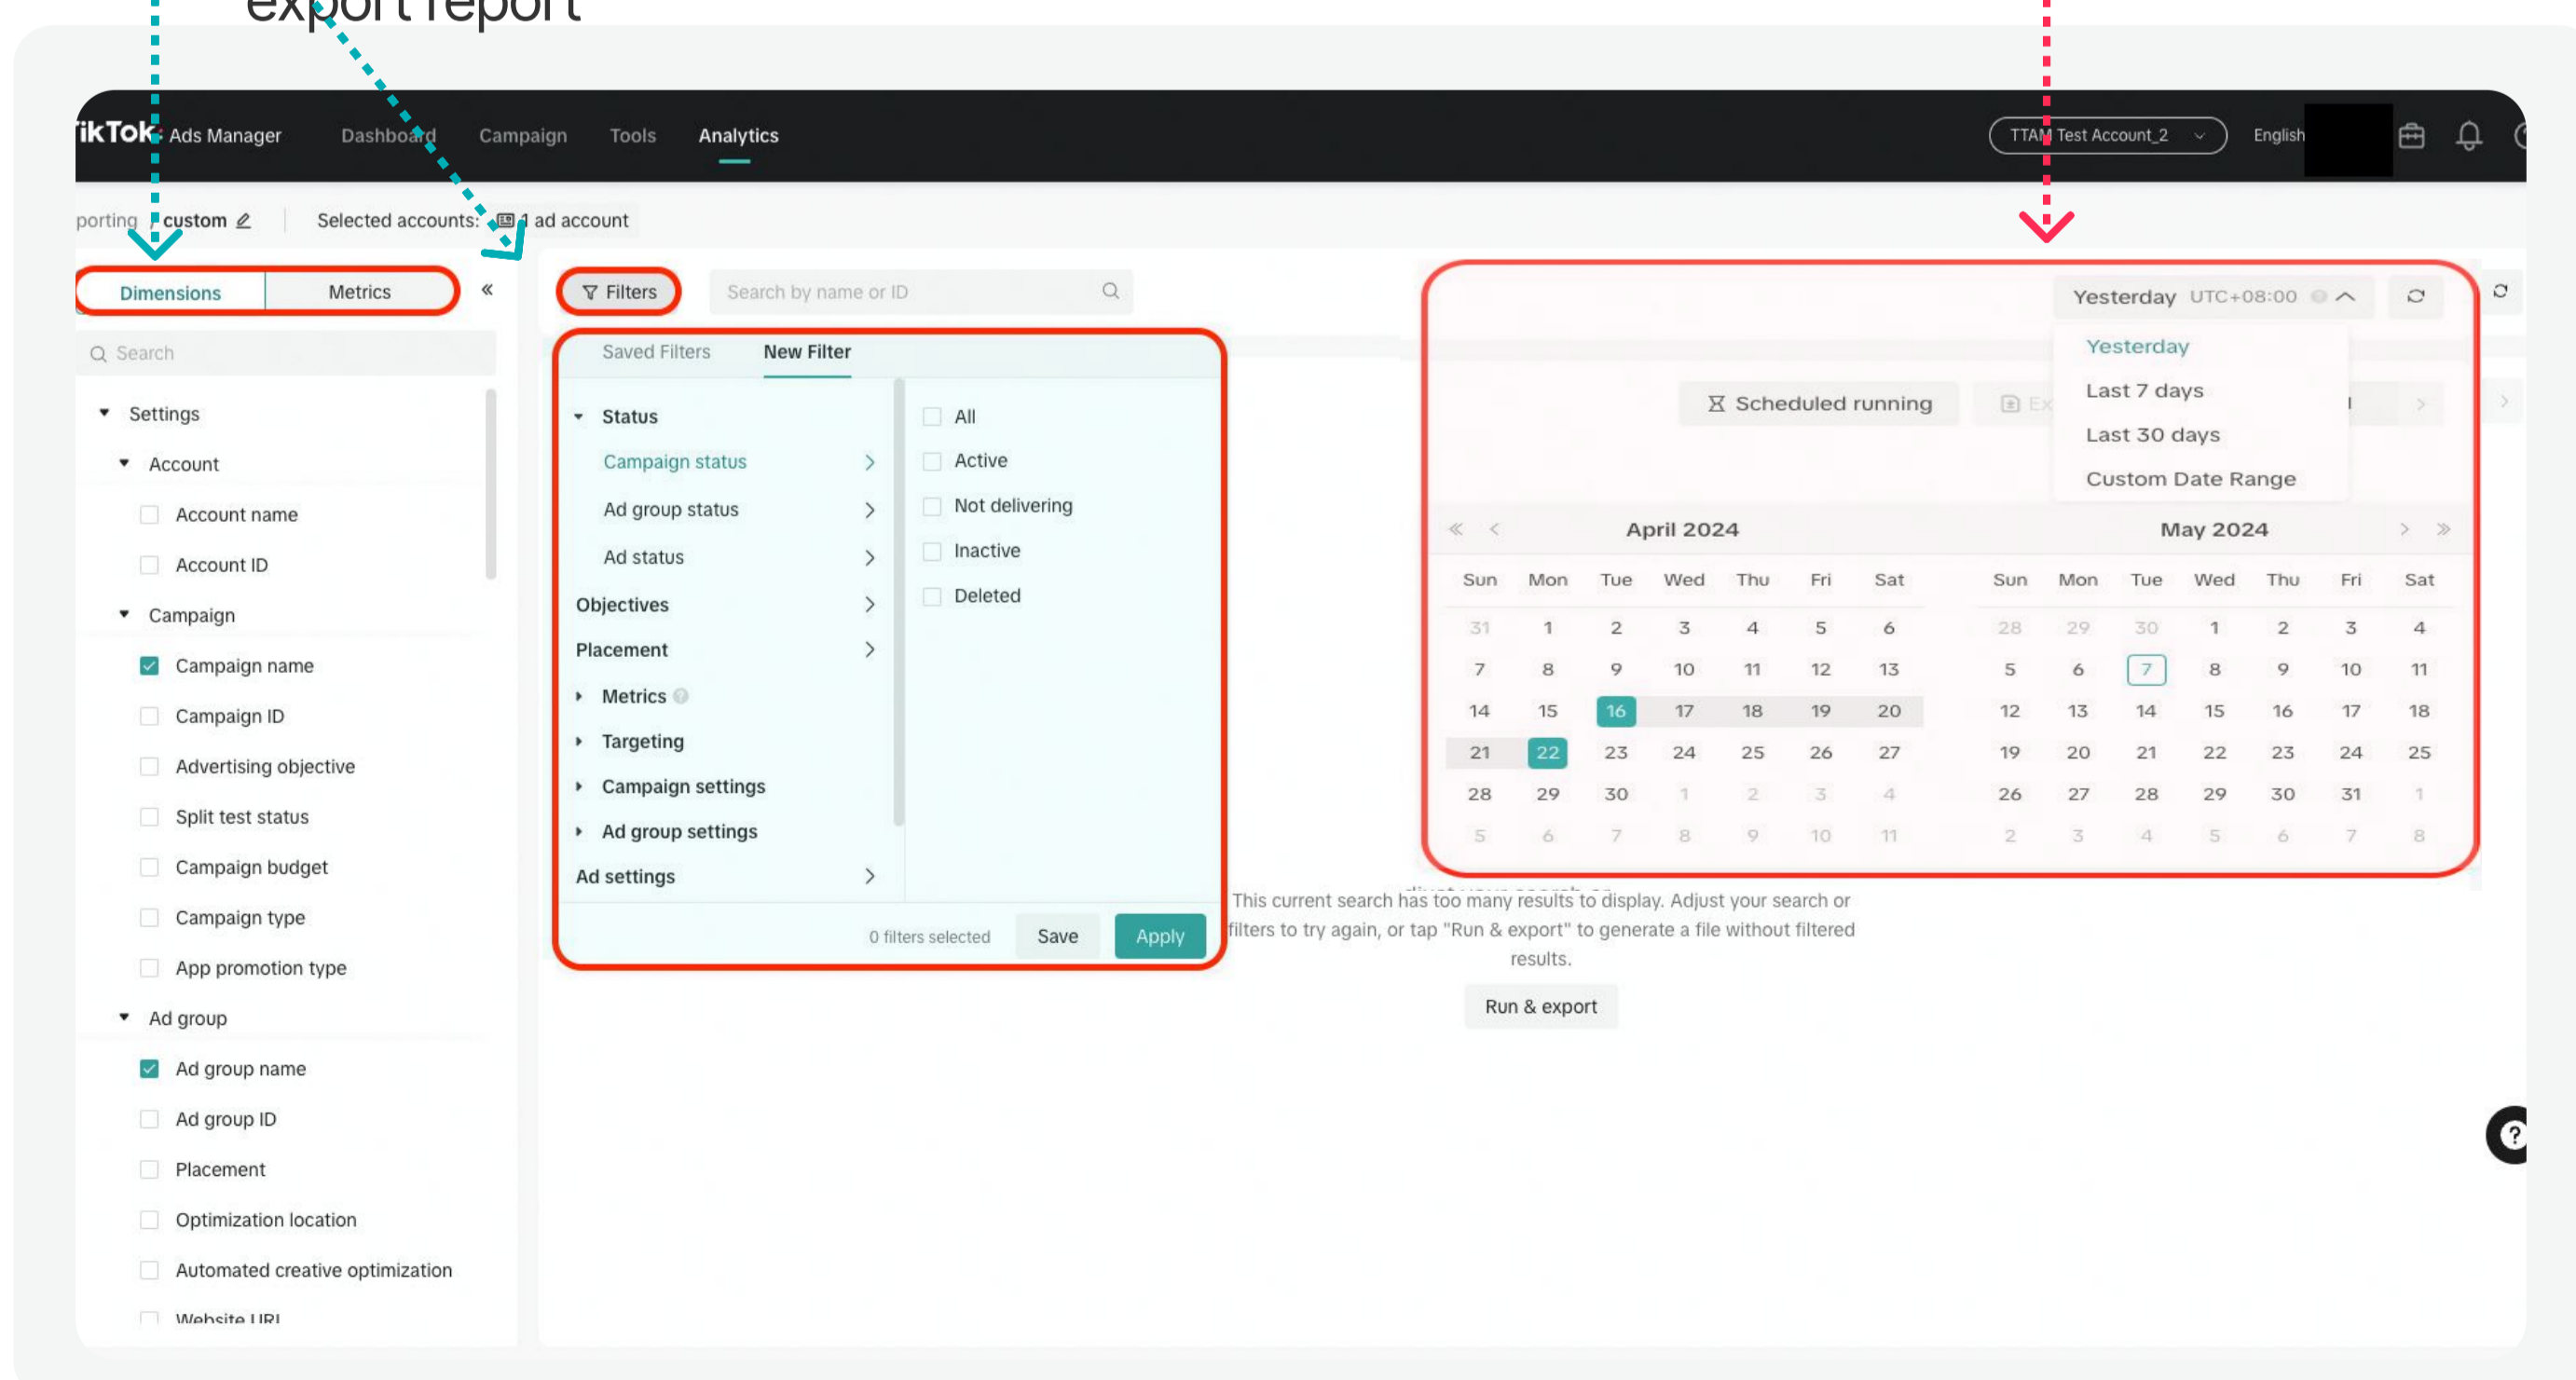 export report
TikTok: Ads Manager Dashboard Campaign Tools Analytics TTAM Test Account_2 English
porting / custom Selected accounts: 1 ad account
Dimensions Metrics «
Search
Settings
Account
Account name
Account ID
Campaign
Campaign name
Campaign ID
Advertising objective
Split test status
Campaign budget
Campaign type
App promotion type
Ad group
Ad group name
Ad group ID
Placement
Optimization location
Automated creative optimization
Website URL
Filters Search by name or ID
Saved Filters New Filter
Status
Campaign status >
Ad group status >
Ad status >
Objectives >
Placement >
Metrics
Targeting
Campaign settings
Ad group settings
Ad settings >
All
Active
Not delivering
Inactive
Deleted
0 filters selected Save Apply
Yesterday UTC+08:00
Yesterday
Last 7 days
Last 30 days
Custom Date Range
Scheduled running Ex
« < April 2024
Sun Mon Tue Wed Thu Fri Sat
31 1 2 3 4 5 6
7 8 9 10 11 12 13
14 15 16 17 18 19 20
21 22 23 24 25 26 27
28 29 30 1 2 3 4
5 6 7 8 9 10 11
May 2024 > »
Sun Mon Tue Wed Thu Fri Sat
28 29 30 1 2 3 4
5 6 7 8 9 10 11
12 13 14 15 16 17 18
19 20 21 22 23 24 25
26 27 28 29 30 31 1
2 3 4 5 6 7 8
This current search has too many results to display. Adjust your search or
filters to try again, or tap "Run & export" to generate a file without filtered
results.
Run & export
?